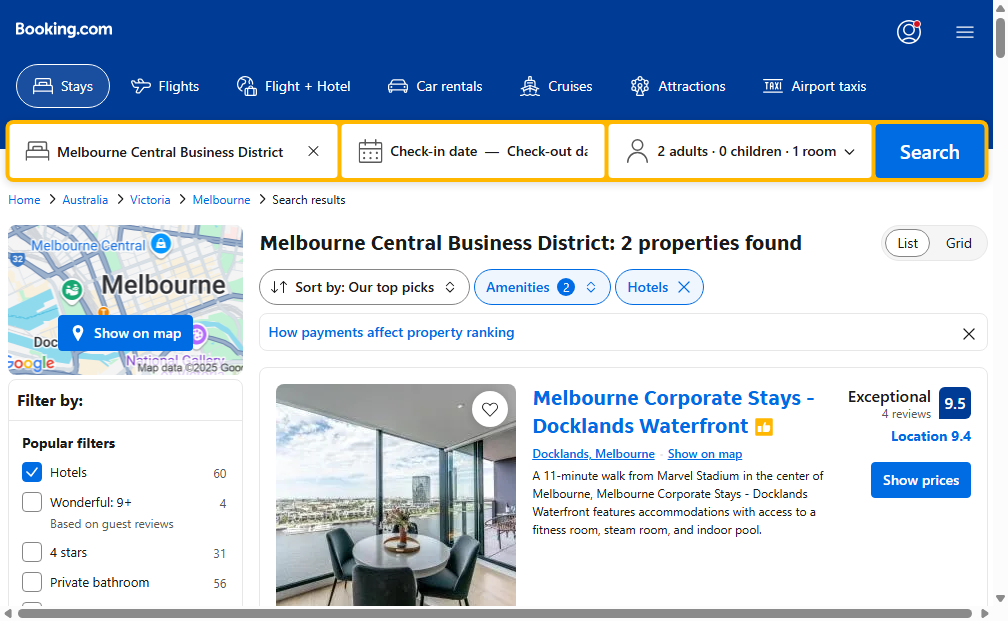 Booking.com
Stays
Flights
Flight + Hotel
Car rentals
Cruises
Attractions
TAXI
Airport taxis
Melbourne Central Business District
Check-in date — Check-out da
2 adults · 0 children · 1 room
Search
Home
Australia
Victoria
Melbourne
Search results
Melbourne Central
32
Melbourne
Show on map
Google
Map data ©2025 Goo
Melbourne Central Business District: 2 properties found
List
Grid
Sort by: Our top picks
Amenities 2
Hotels
How payments affect property ranking
Filter by:
Popular filters
Hotels 60
Wonderful: 9+ 4
Based on guest reviews
4 stars 31
Private bathroom 56
Melbourne Corporate Stays -
Docklands Waterfront
Docklands, Melbourne · Show on map
A 11-minute walk from Marvel Stadium in the center of
Melbourne, Melbourne Corporate Stays - Docklands
Waterfront features accommodations with access to a
fitness room, steam room, and indoor pool.
Exceptional
4 reviews
9.5
Location 9.4
Show prices